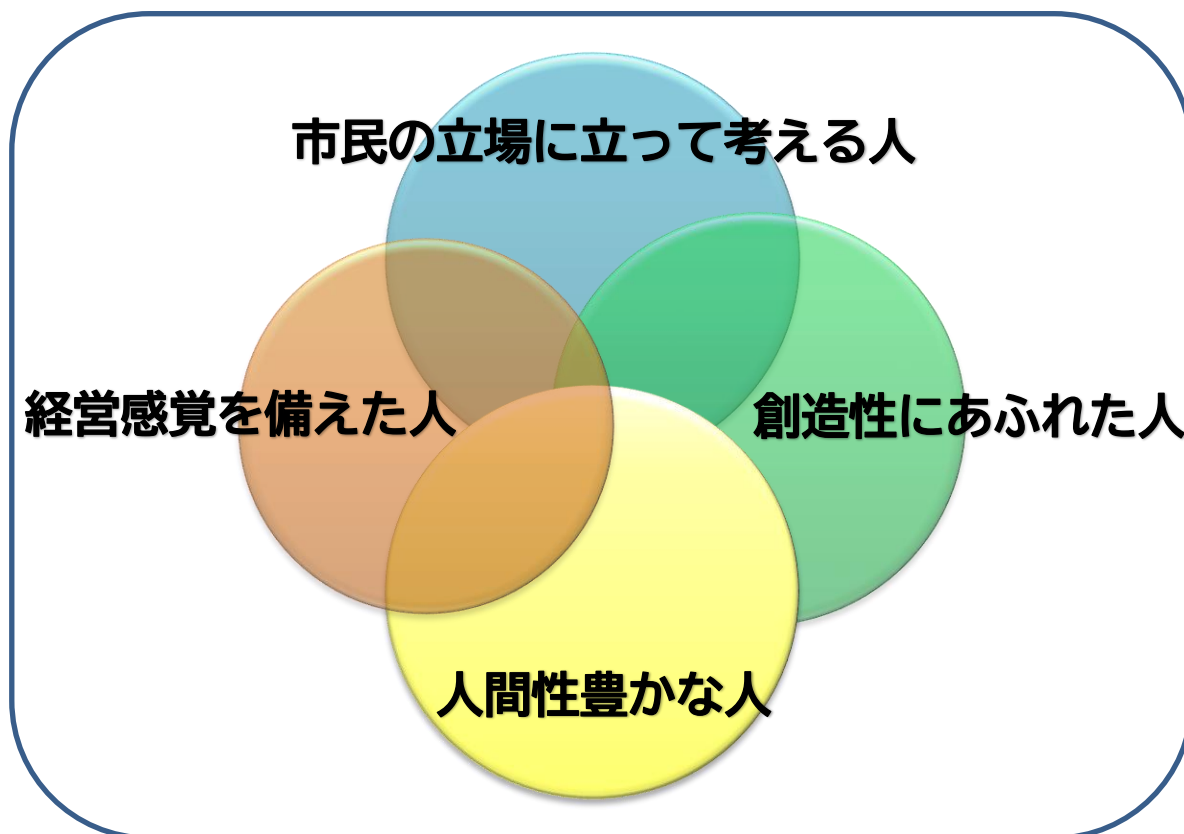 市民の立場に立って考える人
経営感覚を備えた人
創造性にあふれた人
人間性豊かな人